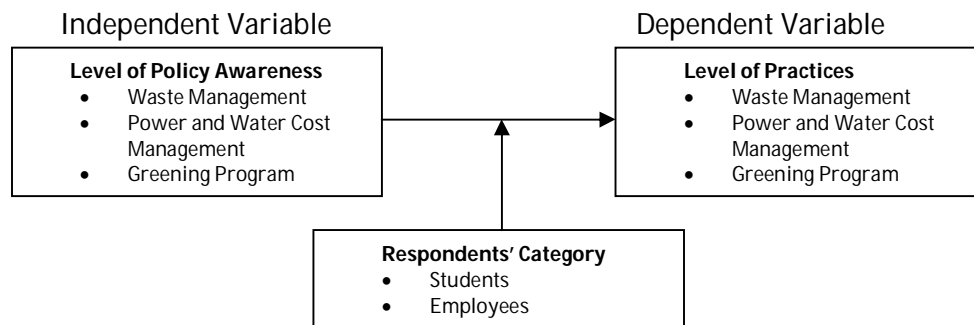 Independent Variable
Dependent Variable
Level of Policy Awareness
• Waste Management
• Power and Water Cost
Management
• Greening Program
Level of Practices
• Waste Management
• Power and Water Cost
Management
• Greening Program
Respondents' Category
• Students
• Employees